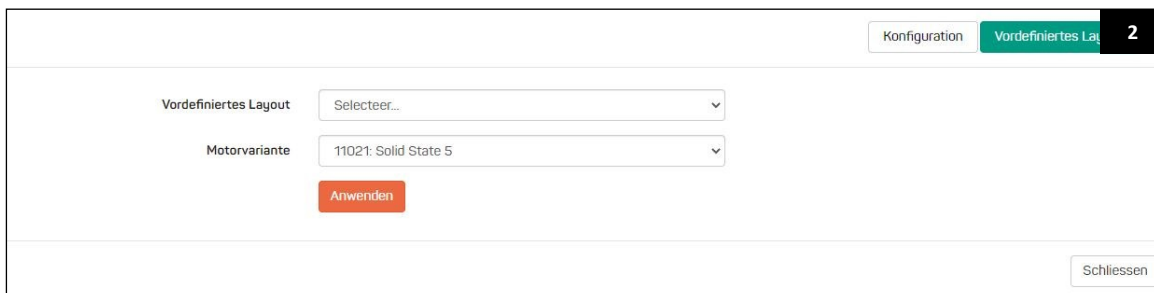 Konfiguration Vordefiniertes Lay 2
Vordefiniertes Layout Selecteer...
Motorvariante 11021: Solid State 5
Anwenden
Schliessen